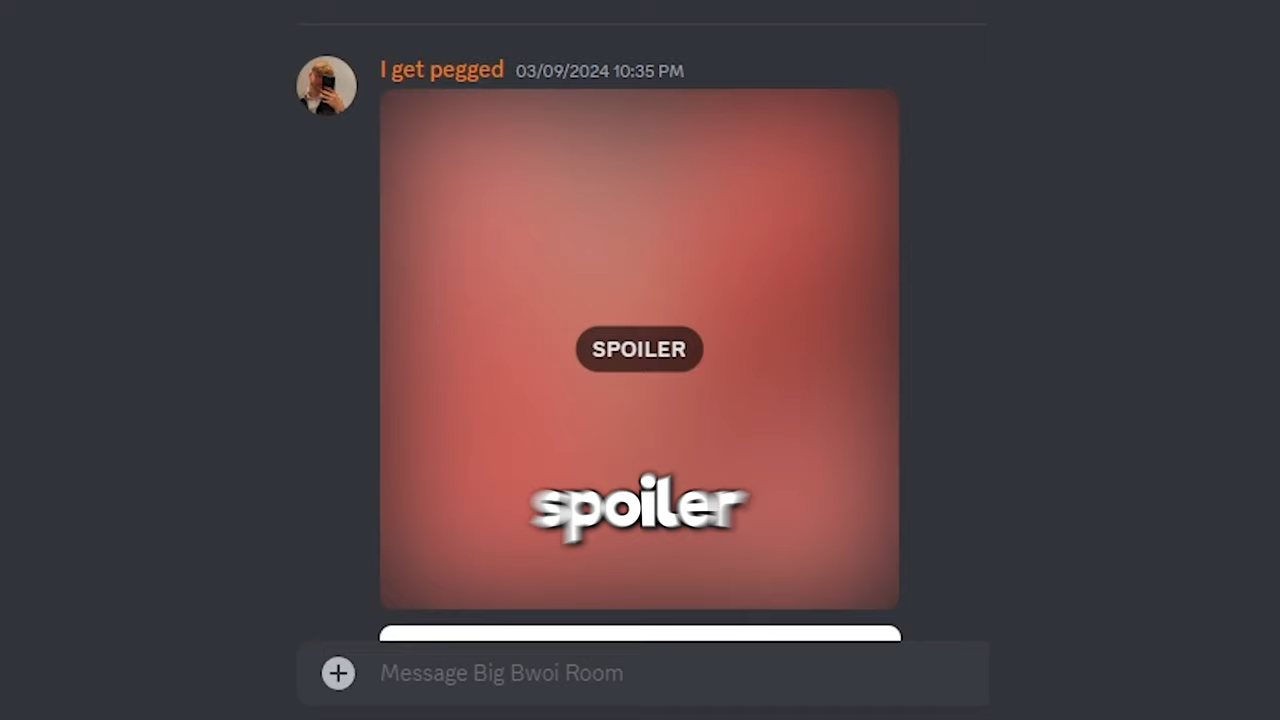 I get pegged 03/09/2024 10:35 PM
SPOILER
spoiler
Message Big Bwoi Room